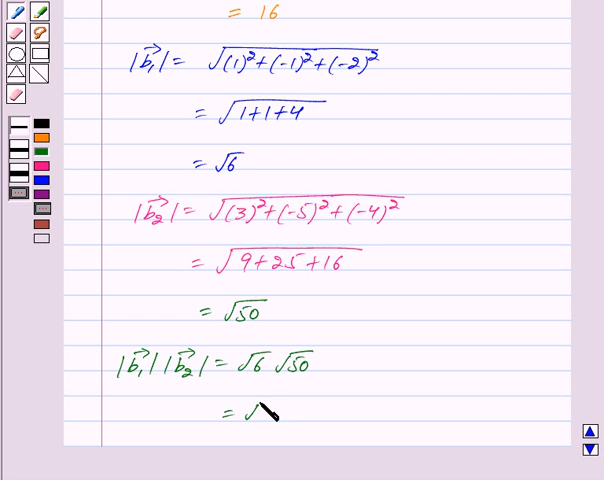 = 16
|b₁⃗| = √(1)²+(-1)²+(-2)²
= √1+1+4
= √6
|b₂⃗| = √(3)²+(-5)²+(-4)²
= √9+25+16
= √50
|b₁⃗| |b₂⃗| = √6 √50
= √